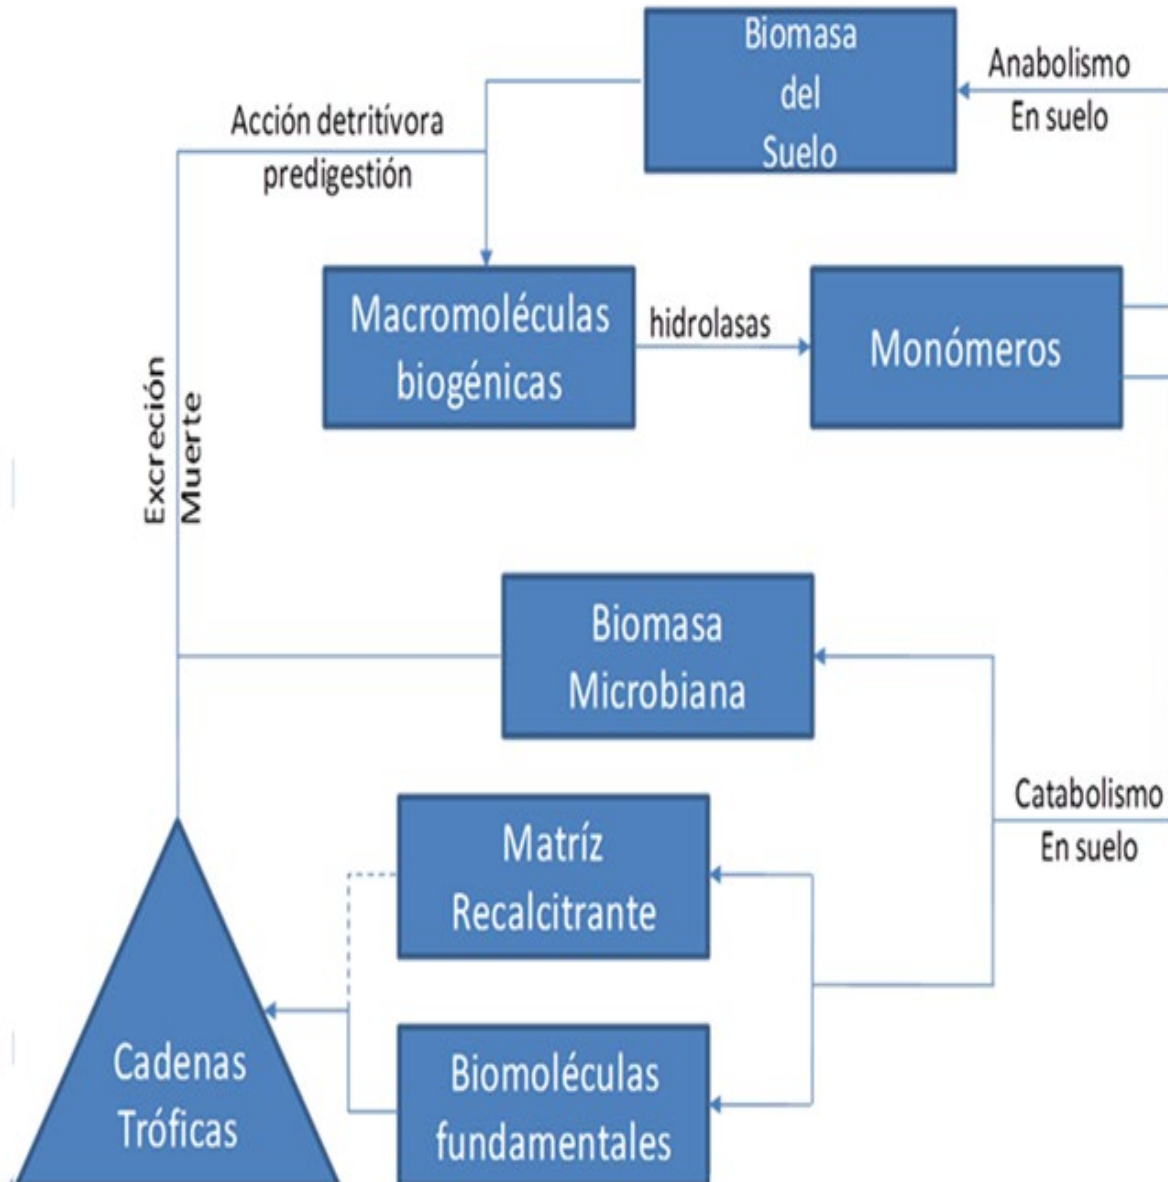 Biomasa
del
Suelo
Anabolismo
En suelo
Acción detritívora
predigestión
Macromoléculas
biogénicas
hidrolasas
Monómeros
Excreción
Muerte
Biomasa
Microbiana
Catabolismo
En suelo
Matríz
Recalcitrante
Cadenas
Tróficas
Biomoléculas
fundamentales